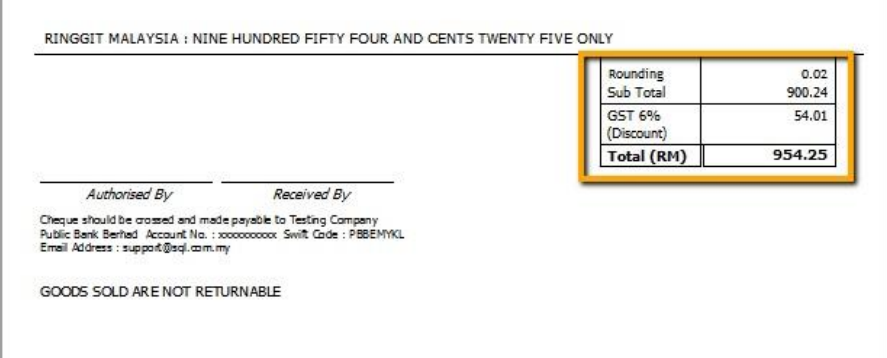 RINGGIT MALAYSIA : NINE HUNDRED FIFTY FOUR AND CENTS TWENTY FIVE ONLY
Rounding 0.02
Sub Total 900.24
GST 6% 54.01
(Discount)
Total (RM) 954.25
Authorised By Received By
Cheque should be crossed and made payable to Testing Company
Public Bank Berhad Account No. : xxxxxxxxxx Swift Code : PBBEMYKL
Email Address : support@sql.com.my
GOODS SOLD ARE NOT RETURNABLE